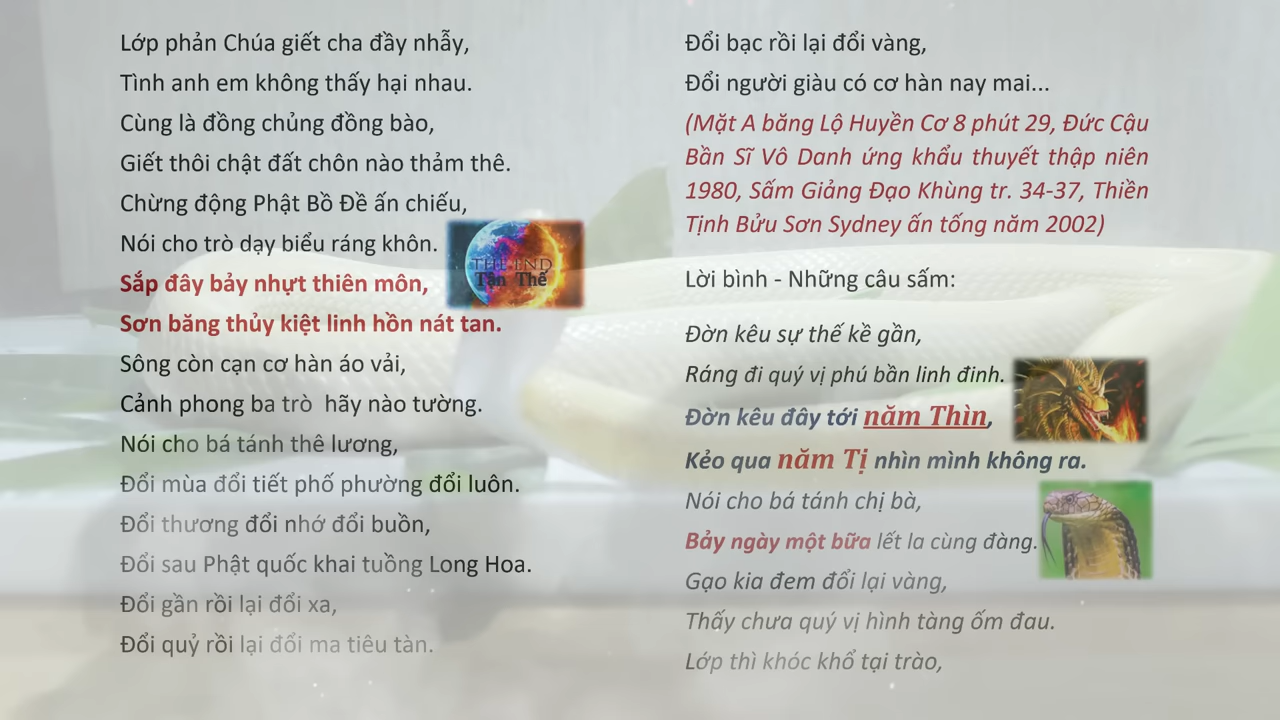 Lớp phản Chúa giết cha đầy nhẫy,
Tình anh em không thấy hại nhau.
Cùng là đồng chủng đồng bào,
Giết thôi chật đất chôn nào thảm thê.
Chừng động Phật Bồ Đề ấn chiếu,
Nói cho trò dạy biểu ráng khôn.
THE END
Tận Thế
Sắp đây bảy nhựt thiên môn,
Sơn băng thủy kiệt linh hồn nát tan.
Sông còn cạn cơ hàn áo vải,
Cảnh phong ba trò hãy nào tường.
Nói cho bá tánh thê lương,
Đổi mùa đổi tiết phố phường đổi luôn.
Đổi thương đổi nhớ đổi buồn,
Đổi sau Phật quốc khai tuồng Long Hoa.
Đổi gần rồi lại đổi xa,
Đổi quỷ rồi lại đổi ma tiêu tàn.
Đổi bạc rồi lại đổi vàng,
Đổi người giàu có cơ hàn nay mai...
(Mặt A băng Lộ Huyền Cơ 8 phút 29, Đức Cậu
Bần Sĩ Vô Danh ứng khẩu thuyết thập niên
1980, Sấm Giảng Đạo Khùng tr. 34-37, Thiền
Tịnh Bửu Sơn Sydney ấn tống năm 2002)
Lời bình - Những câu sấm:
Đờn kêu sự thế kề gần,
Ráng đi quý vị phú bần linh đinh.
Đờn kêu đây tới năm Thìn,
Kẻo qua năm Tị nhìn mình không ra.
Nói cho bá tánh chị bà,
Bảy ngày một bữa lết la cùng đàng.
Gạo kia đem đổi lại vàng,
Thấy chưa quý vị hình tàng ốm đau.
Lớp thì khóc khổ tại trào,